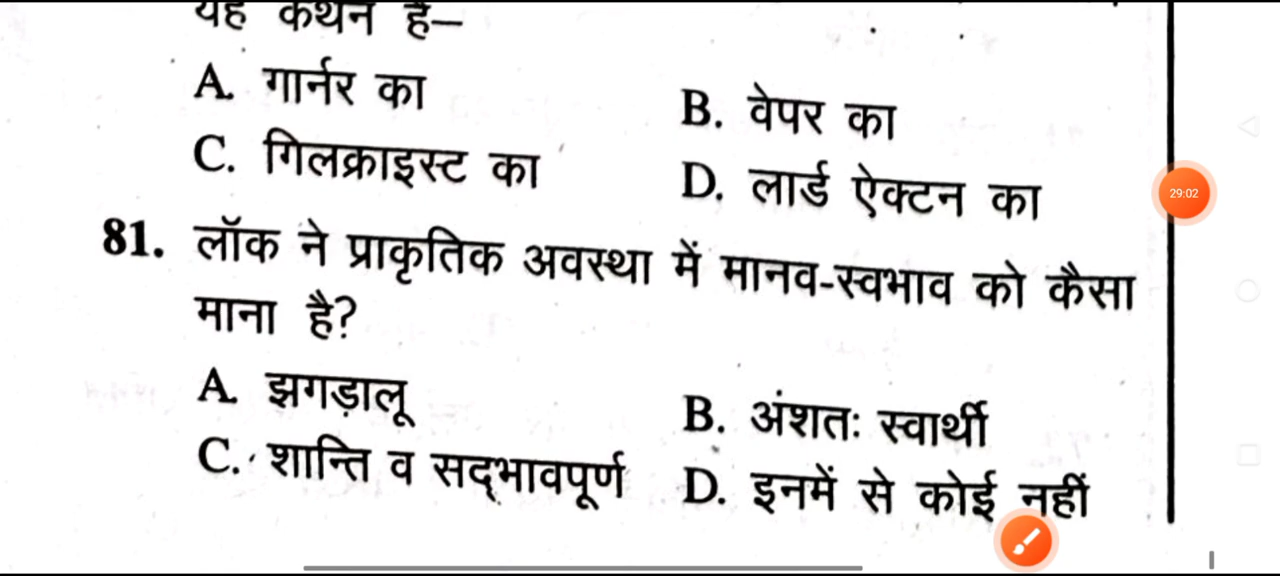 यह कथन है—
A. गार्नर का
B. वेपर का
C. गिलक्राइस्ट का
D. लार्ड ऐक्टन का
29:02
81. लॉक ने प्राकृतिक अवस्था में मानव-स्वभाव को कैसा
माना है?
A. झगड़ालू
B. अंशतः स्वार्थी
C. शान्ति व सद्भावपूर्ण
D. इनमें से कोई नहीं